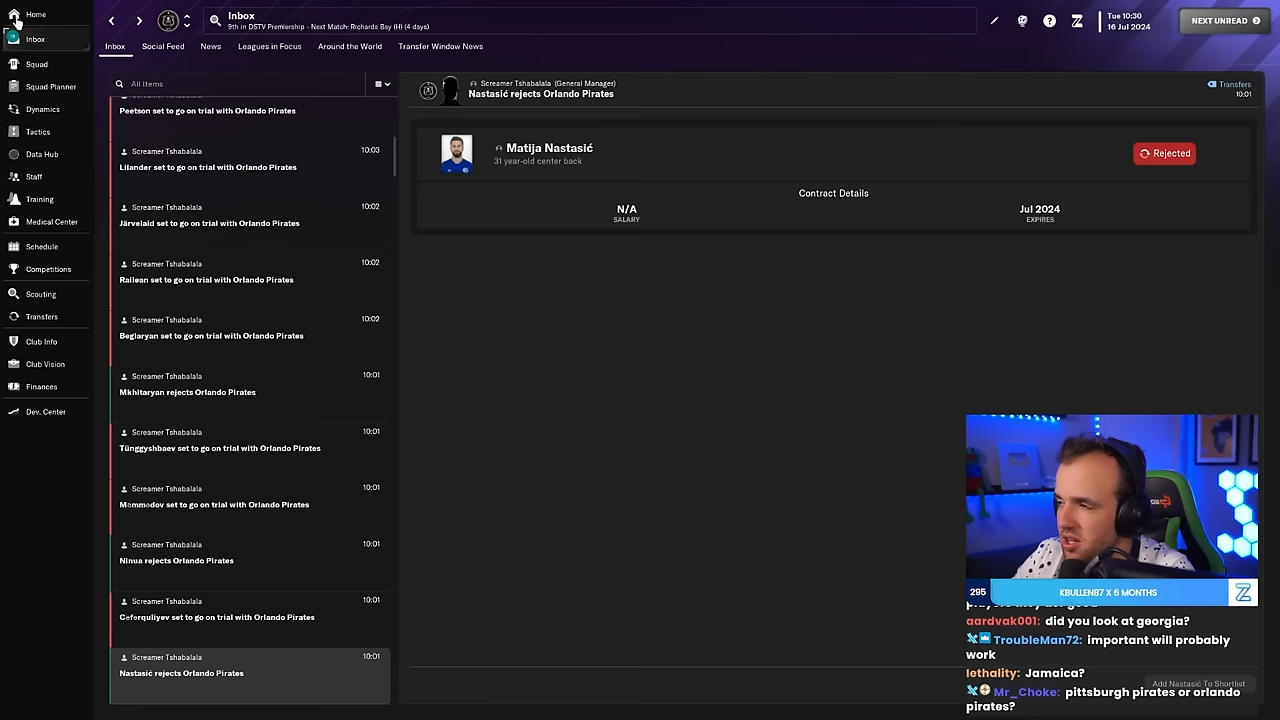 Home
Inbox
Squad
Squad Planner
Dynamics
Tactics
Data Hub
Staff
Training
Medical Center
Schedule
Competitions
Scouting
Transfers
Club Info
Club Vision
Finances
Dev. Center
Inbox
9th in DSTV Premiership - Next Match: Richards Bay (H) (4 days)
Z
Tue 10:30
16 Jul 2024
NEXT UNREAD
Inbox
Social Feed
News
Leagues in Focus
Around the World
Transfer Window News
All Items
Peetson set to go on trial with Orlando Pirates
Screamer Tshabalala 10:03
Lilander set to go on trial with Orlando Pirates
Screamer Tshabalala 10:02
Järvelaid set to go on trial with Orlando Pirates
Screamer Tshabalala 10:02
Railean set to go on trial with Orlando Pirates
Screamer Tshabalala 10:02
Beglaryan set to go on trial with Orlando Pirates
Screamer Tshabalala 10:01
Mkhitaryan rejects Orlando Pirates
Screamer Tshabalala 10:01
Tünggyshbaev set to go on trial with Orlando Pirates
Screamer Tshabalala 10:01
Məmmədov set to go on trial with Orlando Pirates
Screamer Tshabalala 10:01
Ninua rejects Orlando Pirates
Screamer Tshabalala 10:01
Cəfərquliyev set to go on trial with Orlando Pirates
Screamer Tshabalala 10:01
Nastasić rejects Orlando Pirates
Screamer Tshabalala (General Manager)
Nastasić rejects Orlando Pirates
Transfers
10:01
Matija Nastasić
31 year-old center back
Rejected
Contract Details
N/A
SALARY
Jul 2024
EXPIRES
295
KBULLEN87 X 6 MONTHS
Z
aardvak001: did you look at georgia?
TroubleMan72: important will probably
work
lethality: Jamaica?
Add Nastasić To Shortlist
Mr_Choke: pittsburgh pirates or orlando
pirates?